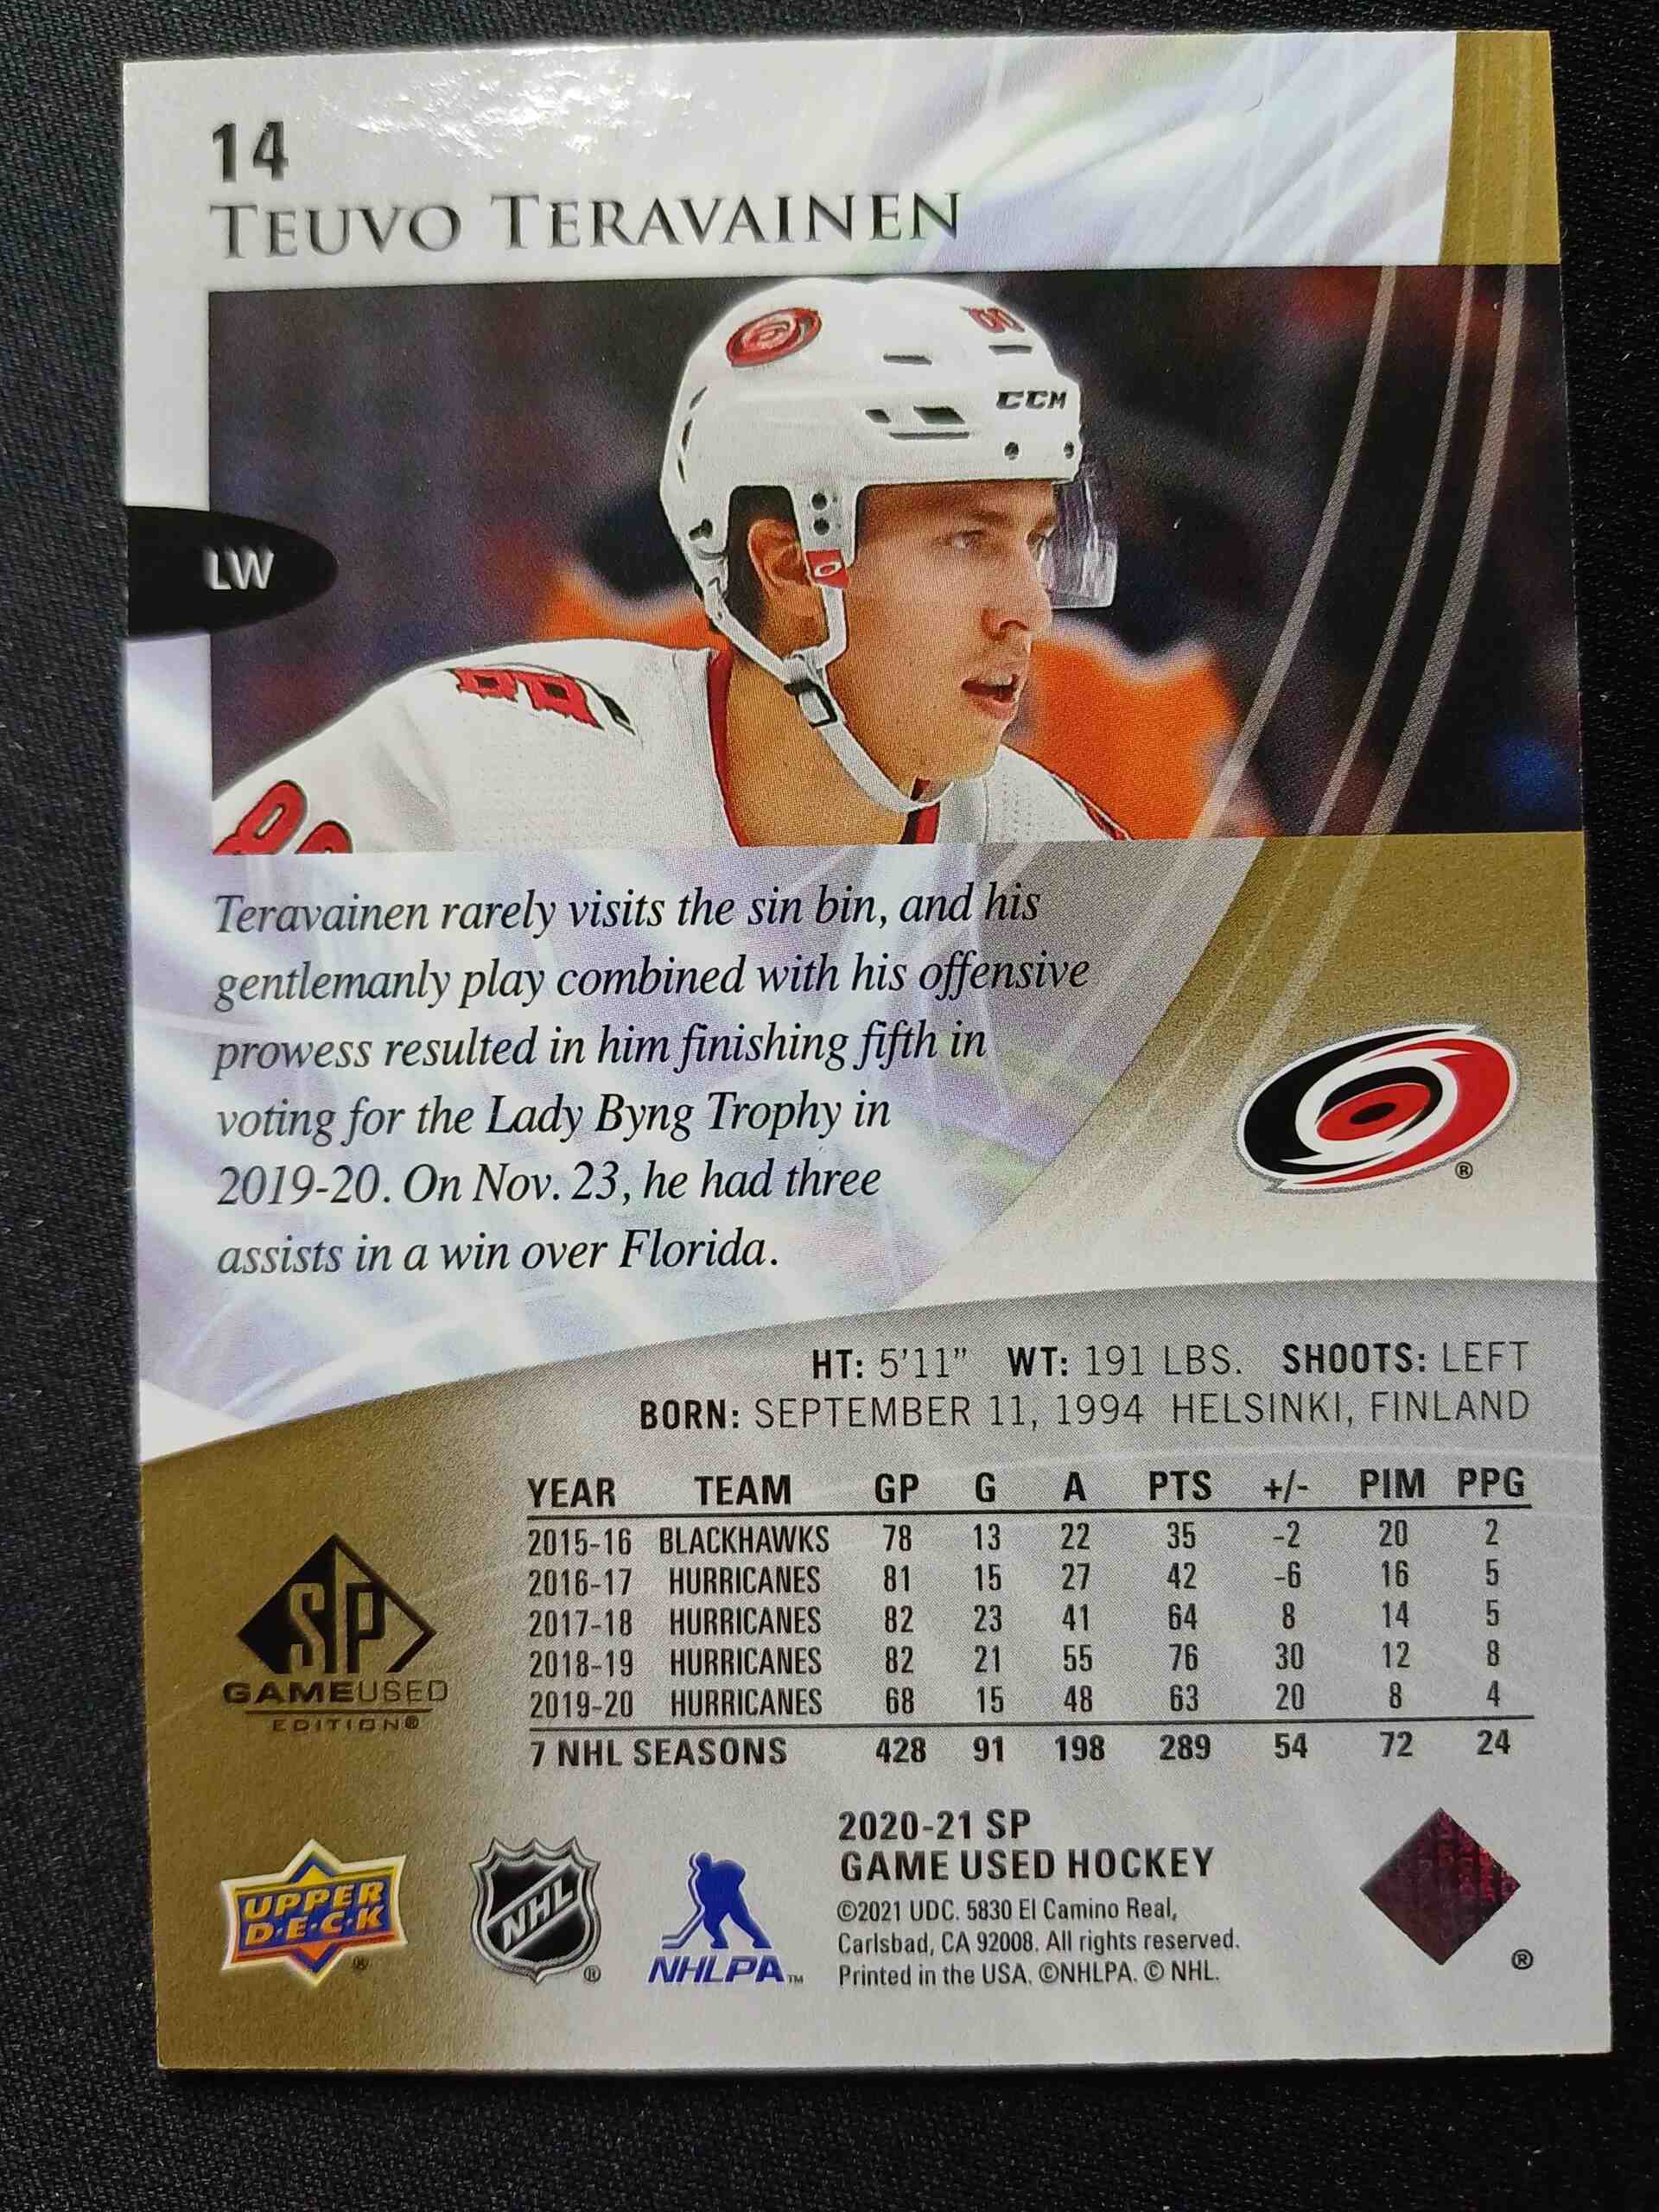 14
TEUVO TERAVAINEN
CCM
LW
Teravainen rarely visits the sin bin, and his
gentlemanly play combined with his offensive
prowess resulted in him finishing fifth in
voting for the Lady Byng Trophy in
2019-20. On Nov. 23, he had three
assists in a win over Florida.
®
HT: 5'11" WT: 191 LBS. SHOOTS: LEFT
BORN: SEPTEMBER 11, 1994 HELSINKI, FINLAND
YEAR TEAM GP G A PTS +/- PIM PPG
2015-16 BLACKHAWKS 78 13 22 35 -2 20 2
2016-17 HURRICANES 81 15 27 42 -6 16 5
2017-18 HURRICANES 82 23 41 64 8 14 5
2018-19 HURRICANES 82 21 55 76 30 12 8
2019-20 HURRICANES 68 15 48 63 20 8 4
7 NHL SEASONS 428 91 198 289 54 72 24
SP
GAMEUSED
EDITION®
UPPER
D·E·C·K
®
NHL
®
NHLPA™
2020-21 SP
GAME USED HOCKEY
©2021 UDC. 5830 El Camino Real,
Carlsbad, CA 92008. All rights reserved.
Printed in the USA. ©NHLPA. © NHL.
®